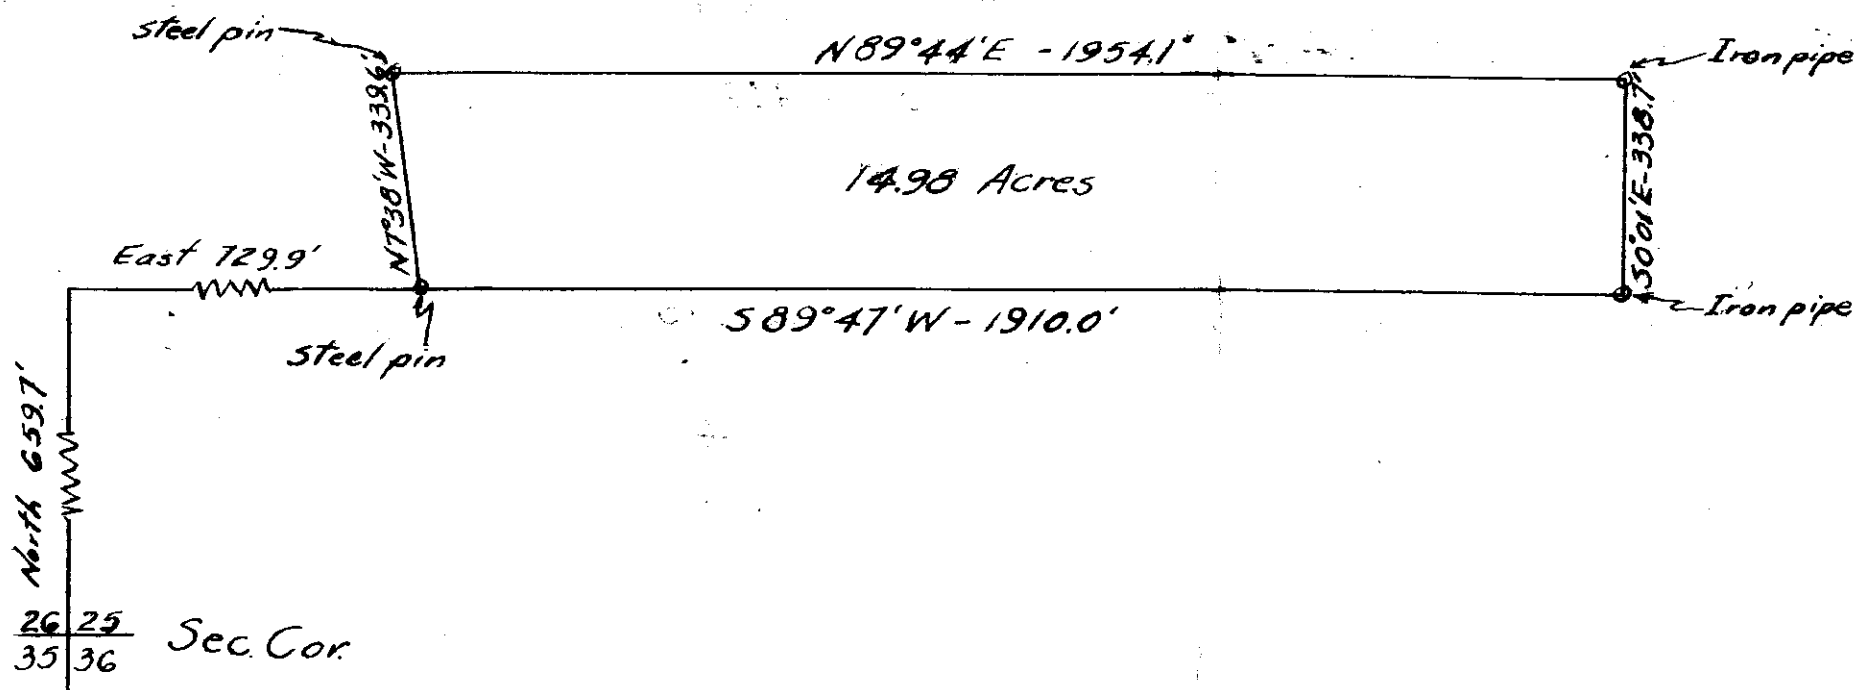 steel pin
N89°44'E - 1954.1'
Iron pipe
N7°38'W-339.6'
S0°01'E-338.7'
14.98 Acres
East 729.9'
S89°47'W - 1910.0'
Iron pipe
steel pin
North 659.7'
26 25
35 36
Sec. Cor.